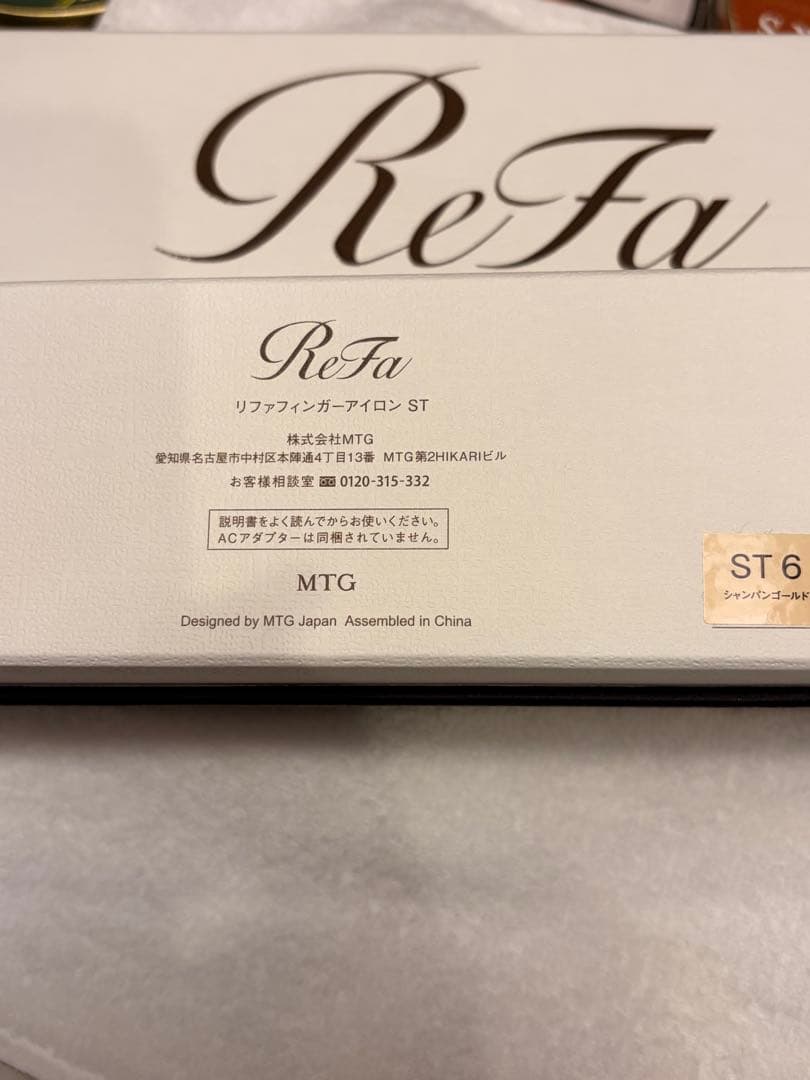 ReFa
ReFa
リファフィンガーアイロン ST
株式会社MTG
愛知県名古屋市中村区本陣通4丁目13番 MTG第2HIKARIビル
お客様相談室 0120-315-332
説明書をよく読んでからお使いください。
ACアダプターは同梱されていません。
MTG
Designed by MTG Japan Assembled in China
ST 6
シャンパンゴールド